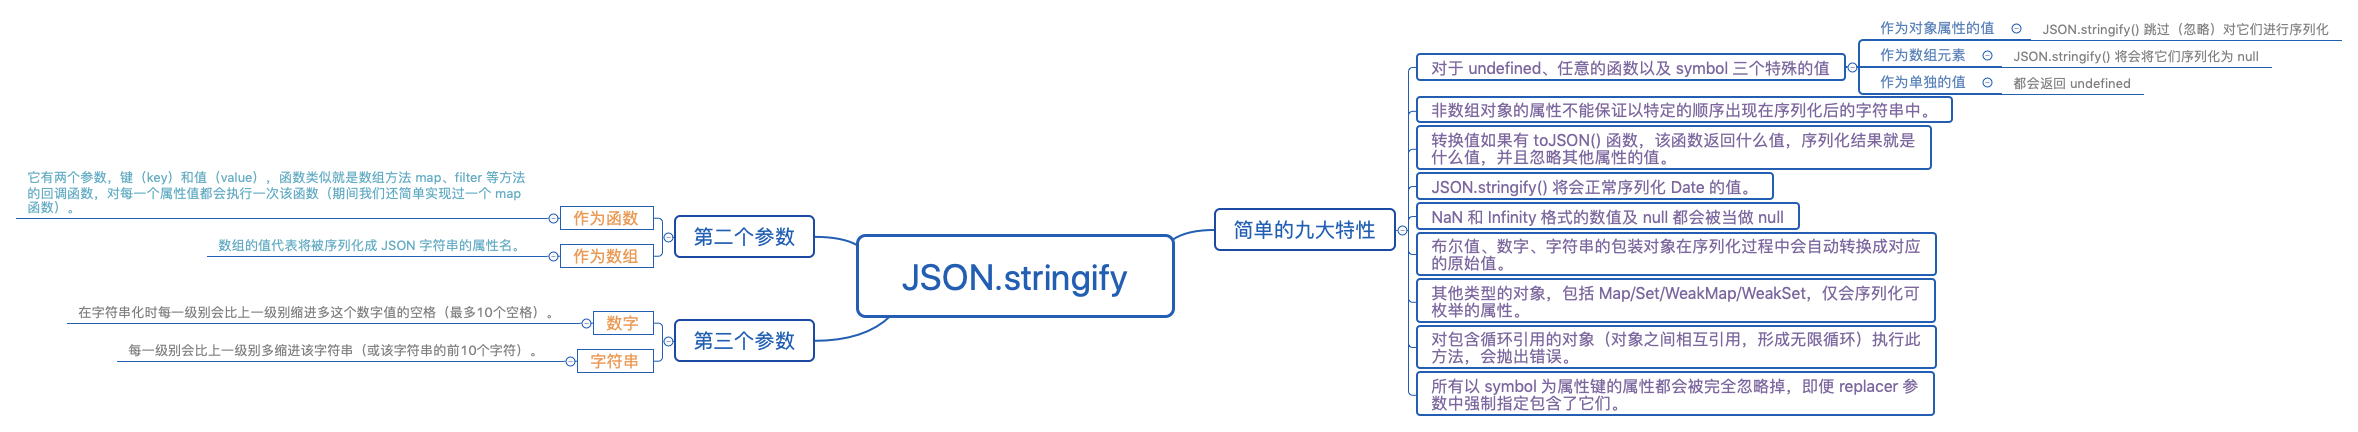 JSON.stringify
简单的九大特性
对于 undefined、任意的函数以及 symbol 三个特殊的值
作为对象属性的值
JSON.stringify() 跳过（忽略）对它们进行序列化
作为数组元素
JSON.stringify() 将会将它们序列化为 null
作为单独的值
都会返回 undefined
非数组对象的属性不能保证以特定的顺序出现在序列化后的字符串中。
转换值如果有 toJSON() 函数，该函数返回什么值，序列化结果就是
什么值，并且忽略其他属性的值。
JSON.stringify() 将会正常序列化 Date 的值。
NaN 和 Infinity 格式的数值及 null 都会被当做 null
布尔值、数字、字符串的包装对象在序列化过程中会自动转换成对应
的原始值。
其他类型的对象，包括 Map/Set/WeakMap/WeakSet，仅会序列化可
枚举的属性。
对包含循环引用的对象（对象之间相互引用，形成无限循环）执行此
方法，会抛出错误。
所有以 symbol 为属性键的属性都会被完全忽略掉，即便 replacer 参
数中强制指定包含了它们。
第二个参数
作为函数
它有两个参数，键（key）和值（value），函数类似就是数组方法 map、filter 等方法
的回调函数，对每一个属性值都会执行一次该函数（期间我们还简单实现过一个 map
函数）。
作为数组
数组的值代表将被序列化成 JSON 字符串的属性名。
第三个参数
数字
在字符串化时每一级别会比上一级别缩进多这个数字值的空格（最多10个空格）。
字符串
每一级别会比上一级别多缩进该字符串（或该字符串的前10个字符）。